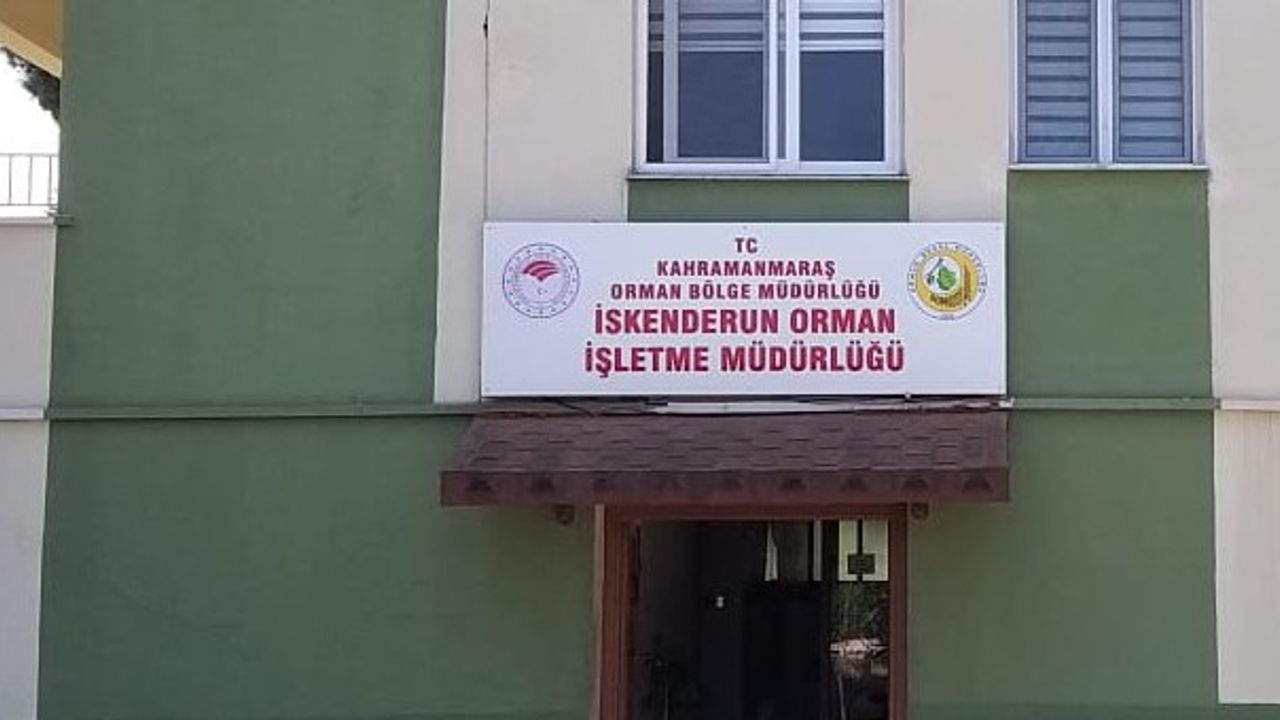 TC
KAHRAMANMARAŞ
ORMAN BÖLGE MÜDÜRLÜĞÜ
İSKENDERUN ORMAN
İŞLETME MÜDÜRLÜĞÜ